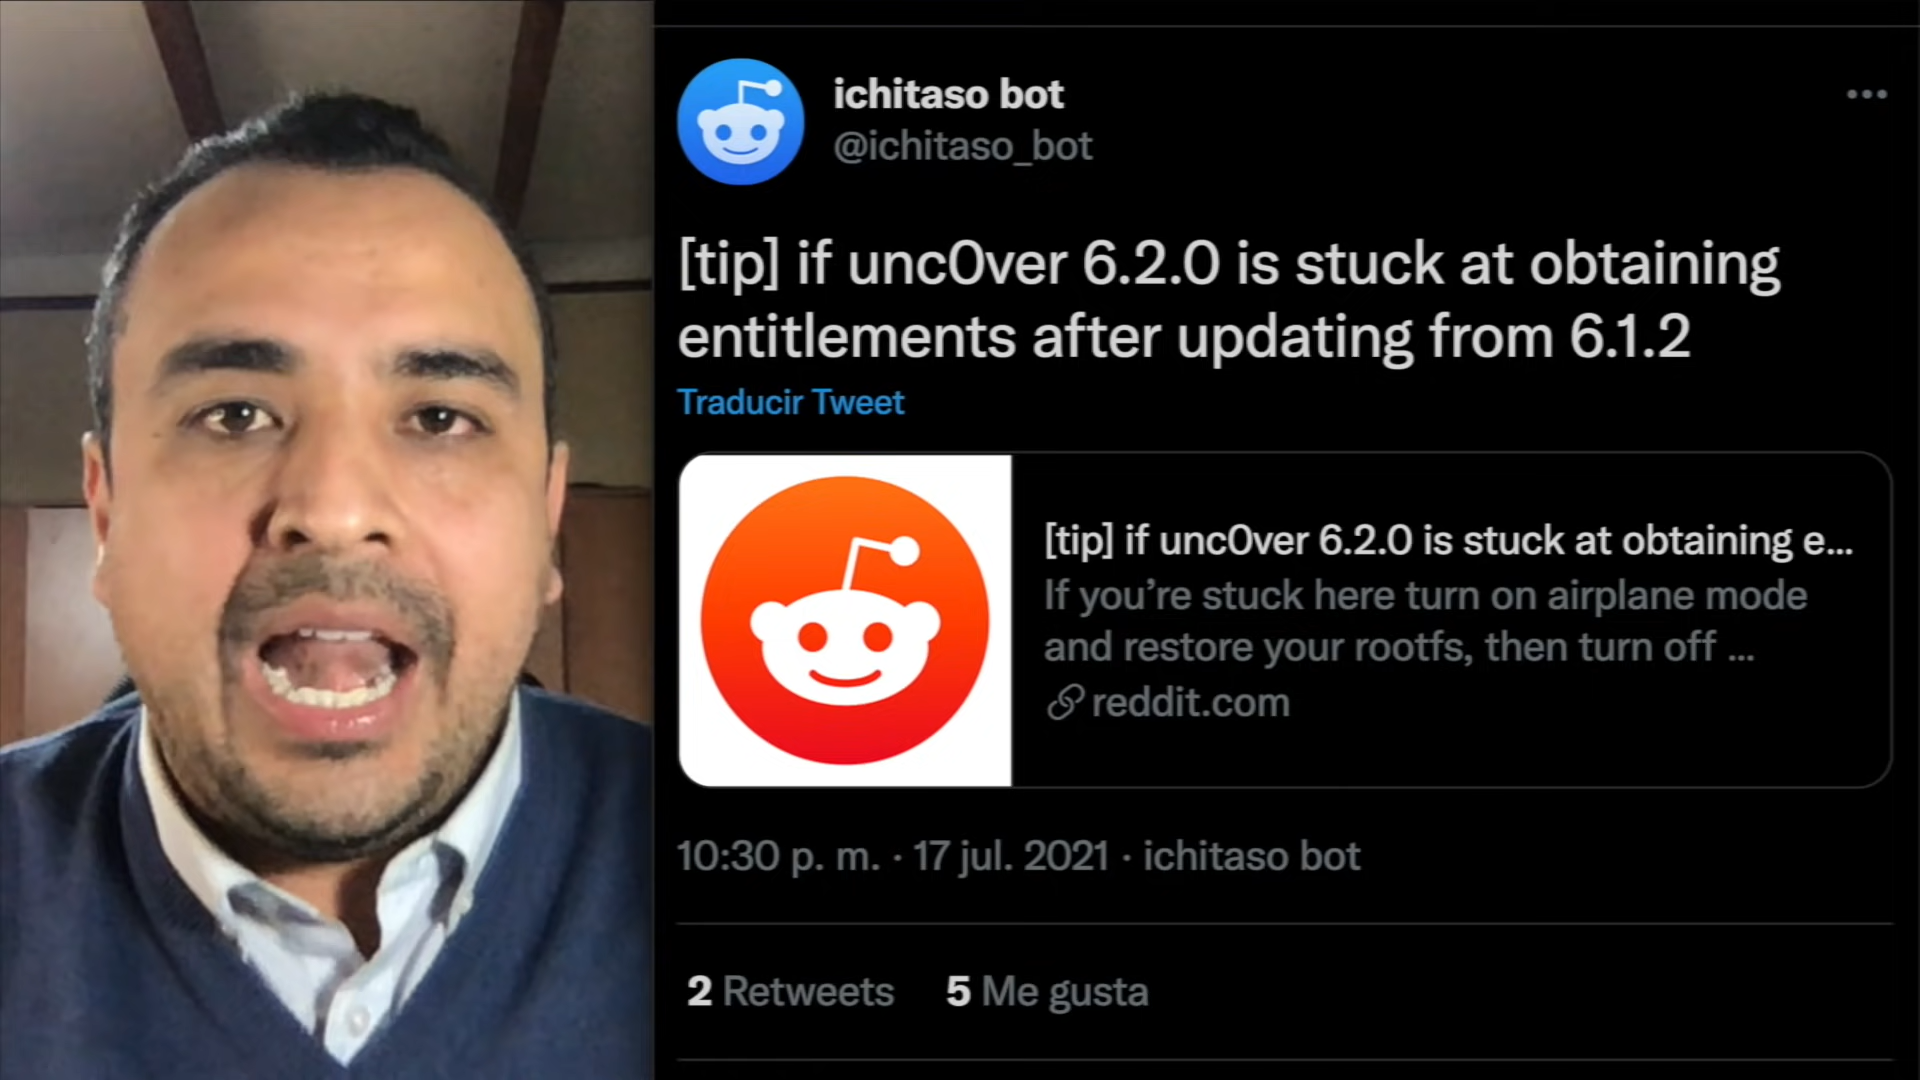 ichitaso bot
@ichitaso_bot
[tip] if unc0ver 6.2.0 is stuck at obtaining
entitlements after updating from 6.1.2
Traducir Tweet
[tip] if unc0ver 6.2.0 is stuck at obtaining e...
If you’re stuck here turn on airplane mode
and restore your rootfs, then turn off ...
reddit.com
10:30 p. m. · 17 jul. 2021 · ichitaso bot
2 Retweets 5 Me gusta